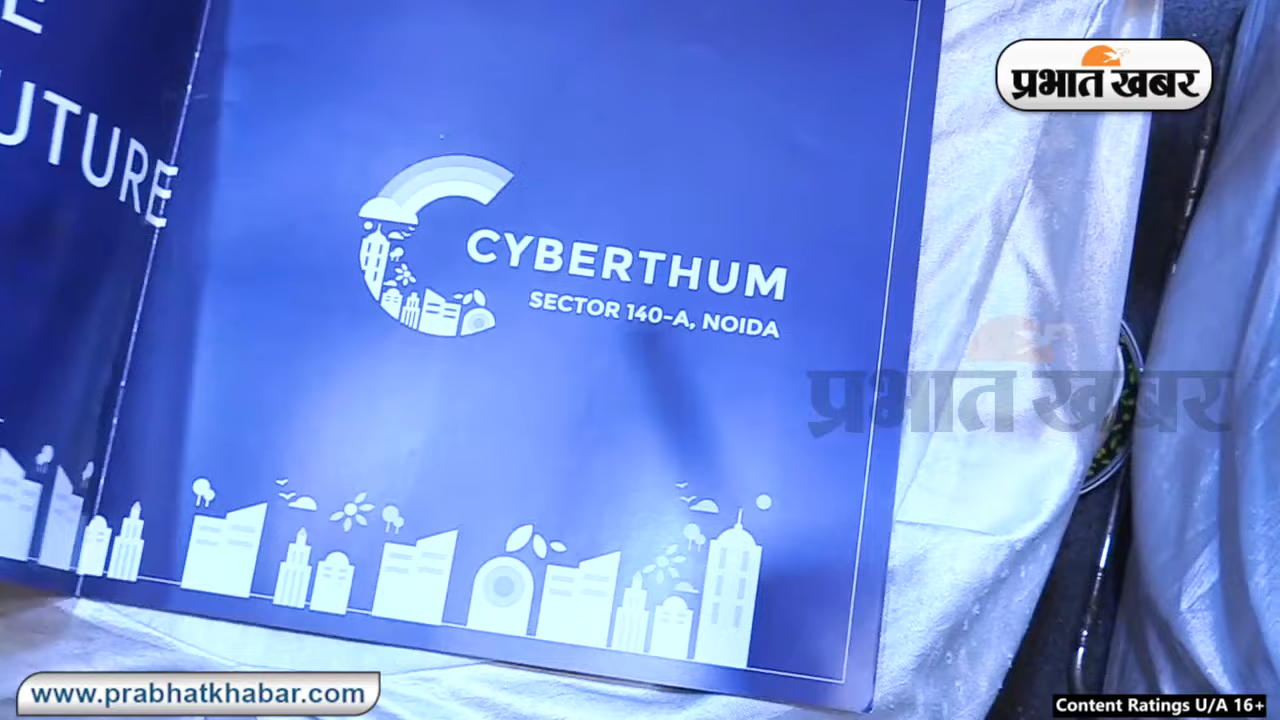 प्रभात खबर
UTURE
CYBERTHUM
SECTOR 140-A, NOIDA
प्रभात खबर
www.prabhatkhabar.com
Content Ratings U/A 16+